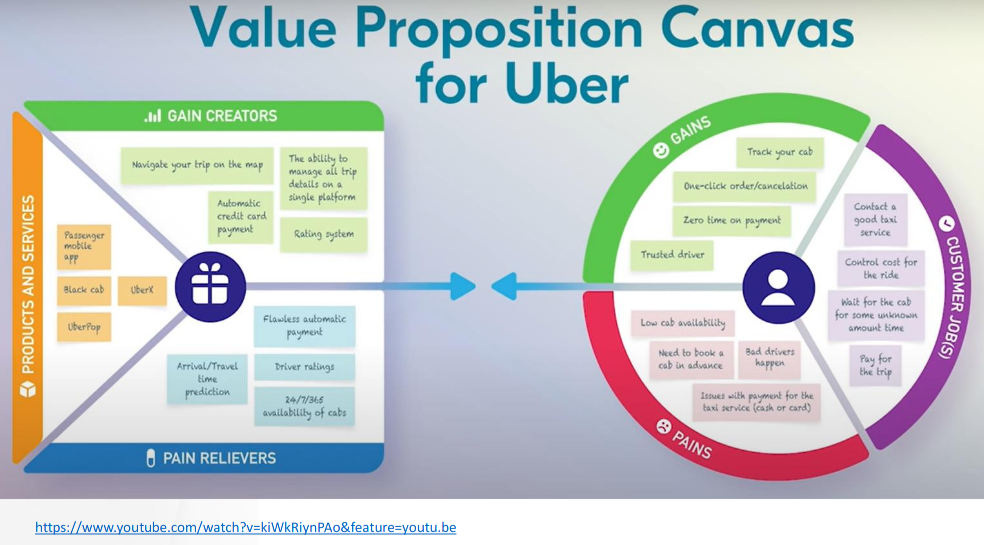 Value Proposition Canvas
for Uber
GAIN CREATORS
Navigate your trip on the map
The ability to
manage all trip
details on a
single platform
Automatic
credit card
payment
Rating system
PRODUCTS AND SERVICES
Passenger
mobile
app
Black cab
UberX
UberPop
Flawless automatic
payment
Arrival/Travel
time
prediction
Driver ratings
24/7/365
availability of cabs
PAIN RELIEVERS
GAINS
Track your cab
One-click order/cancelation
Zero time on payment
Trusted driver
CUSTOMER JOB(S)
Contact a
good taxi
service
Control cost for
the ride
Wait for the cab
for some unknown
amount time
Pay for
the trip
Low cab availability
Need to book a
cab in advance
Bad drivers
happen
Issues with payment for the
taxi service (cash or card)
PAINS
https://www.youtube.com/watch?v=kiWkRiynPAo&feature=youtu.be